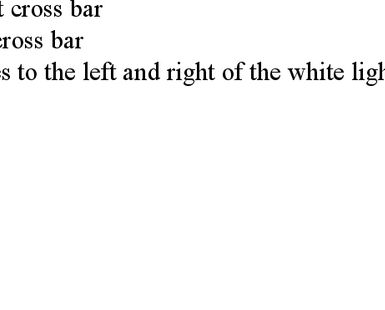 t cross bar
cross bar
s to the left and right of the white ligh